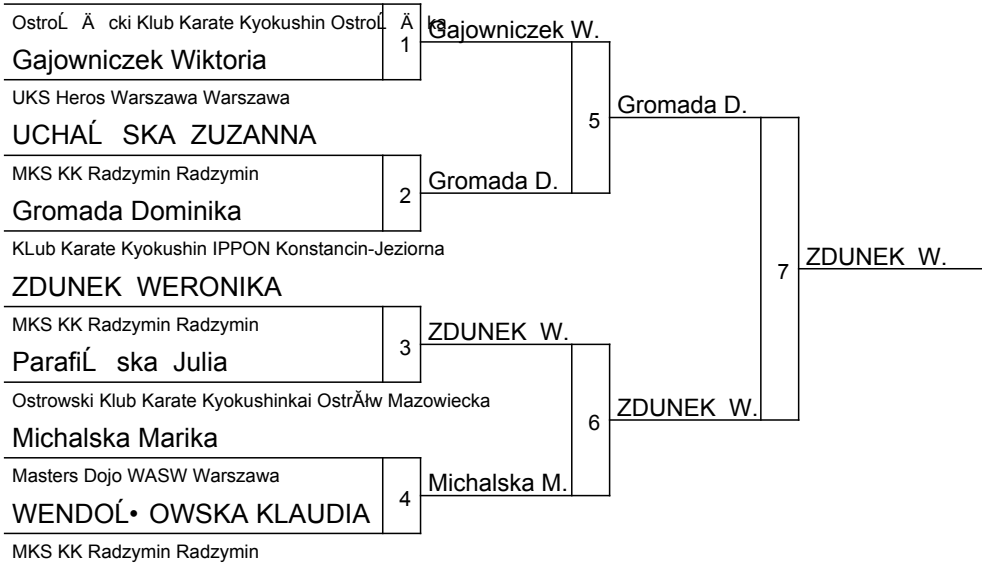 OstroĹ Ä cki Klub Karate Kyokushin OstroĹ Ä ka
1
Gajowniczek W.
Gajowniczek Wiktoria
UKS Heros Warszawa Warszawa
5
Gromada D.
UCHAĹ SKA ZUZANNA
MKS KK Radzymin Radzymin
2
Gromada D.
Gromada Dominika
KLub Karate Kyokushin IPPON Konstancin-Jeziorna
7
ZDUNEK W.
ZDUNEK WERONIKA
MKS KK Radzymin Radzymin
3
ZDUNEK W.
ParafiĹ ska Julia
Ostrowski Klub Karate Kyokushinkai OstrĂłw Mazowiecka
6
ZDUNEK W.
Michalska Marika
Masters Dojo WASW Warszawa
4
Michalska M.
WENDOĹ• OWSKA KLAUDIA
MKS KK Radzymin Radzymin